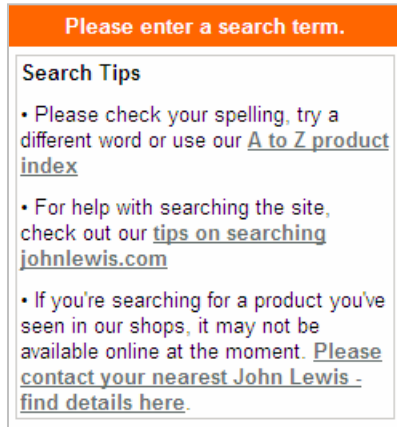 Please enter a search term.
Search Tips
• Please check your spelling, try a
different word or use our A to Z product
index
• For help with searching the site,
check out our tips on searching
johnlewis.com
• If you're searching for a product you've
seen in our shops, it may not be
available online at the moment. Please
contact your nearest John Lewis -
find details here.